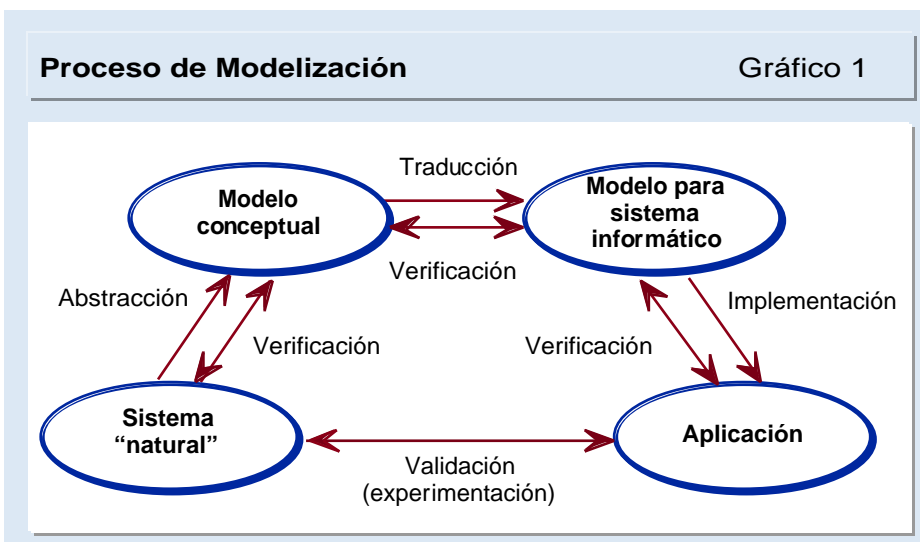 Proceso de Modelización
Gráfico 1
Traducción
Modelo
conceptual
Modelo para
sistema
informático
Verificación
Abstracción
Implementación
Verificación
Verificación
Sistema
“natural”
Aplicación
Validación
(experimentación)